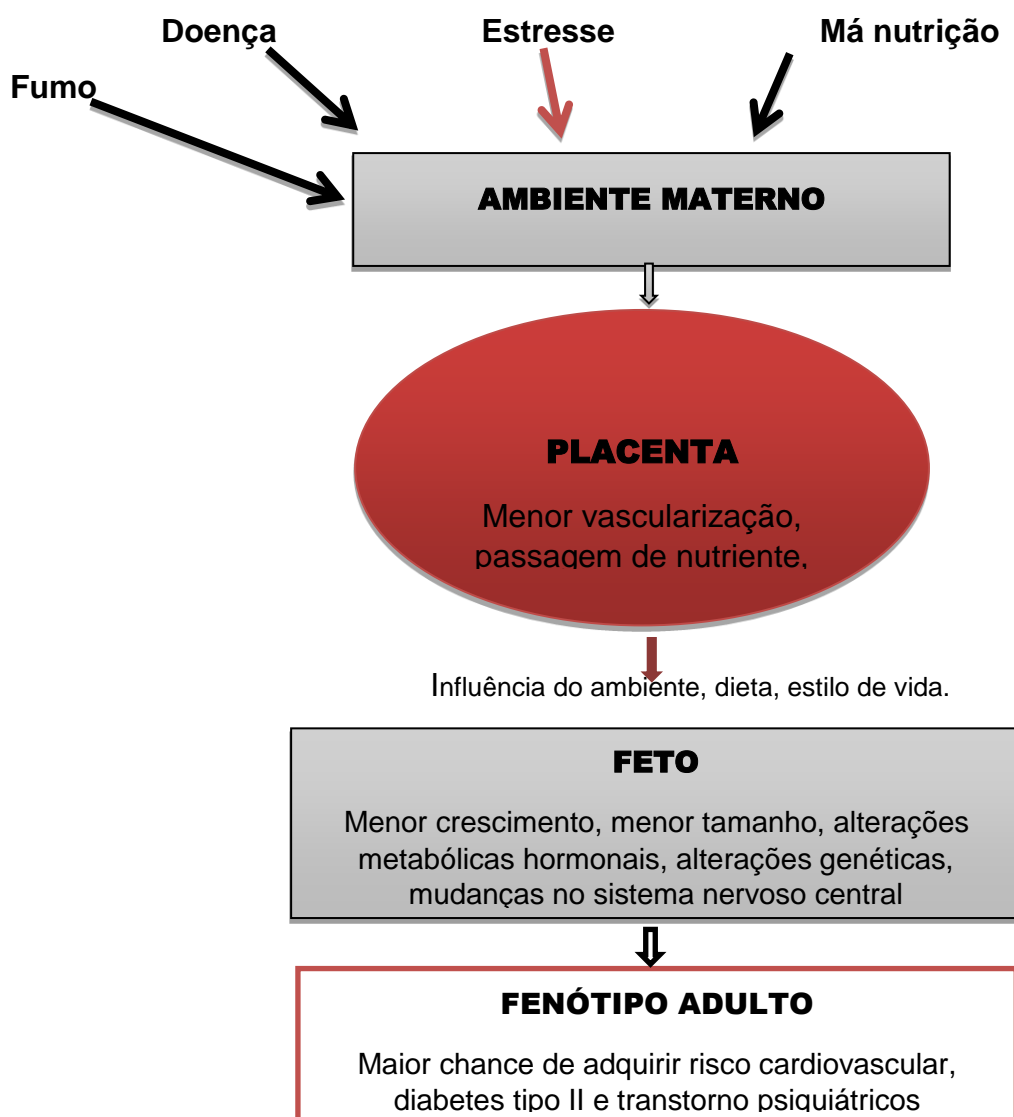 Doença
Estresse
Má nutrição
Fumo
AMBIENTE MATERNO
PLACENTA
Menor vascularização,
passagem de nutriente,
Influência do ambiente, dieta, estilo de vida.
FETO
Menor crescimento, menor tamanho, alterações
metabólicas hormonais, alterações genéticas,
mudanças no sistema nervoso central
FENÓTIPO ADULTO
Maior chance de adquirir risco cardiovascular,
diabetes tipo II e transtorno psiquiátricos